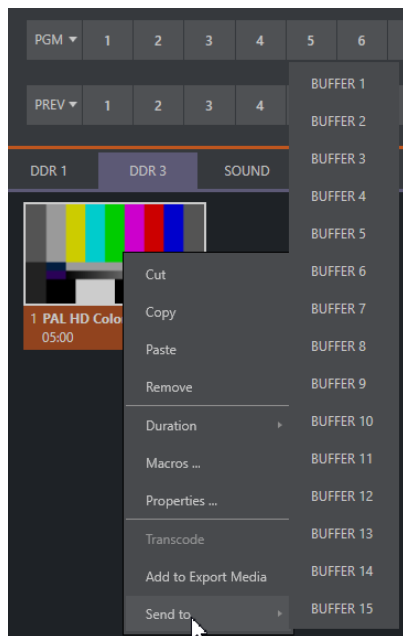 PGM 1 2 3 4 5 6
PREV 1 2 3 4
DDR 1 DDR 3 SOUND
1 PAL HD Colo
05:00
Cut
Copy
Paste
Remove
Duration
Macros ...
Properties ...
Transcode
Add to Export Media
Send to
BUFFER 1
BUFFER 2
BUFFER 3
BUFFER 4
BUFFER 5
BUFFER 6
BUFFER 7
BUFFER 8
BUFFER 9
BUFFER 10
BUFFER 11
BUFFER 12
BUFFER 13
BUFFER 14
BUFFER 15